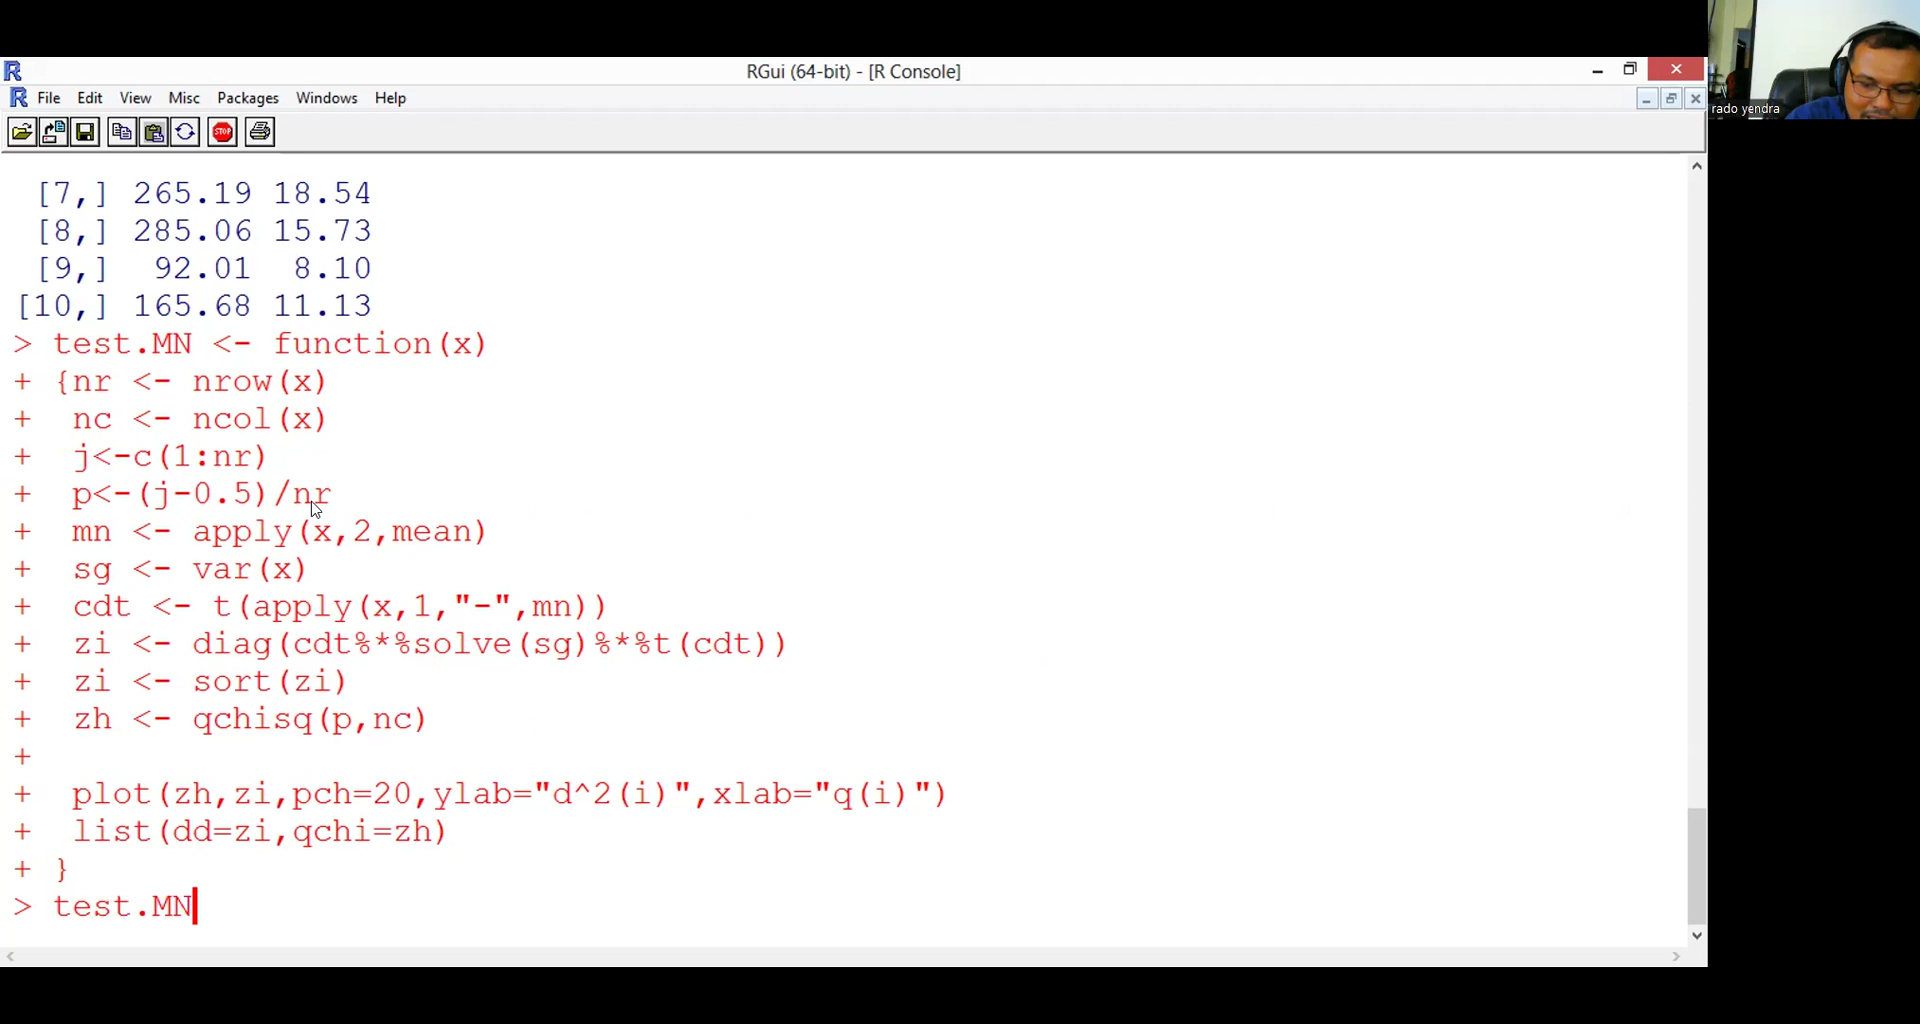 RGui (64-bit) - [R Console]
File Edit View Misc Packages Windows Help
STOP
rado yendra
[7,] 265.19 18.54
[8,] 285.06 15.73
[9,] 92.01 8.10
[10,] 165.68 11.13
> test.MN <- function(x)
+ {nr <- nrow(x)
+ nc <- ncol(x)
+ j<-c(1:nr)
+ p<-(j-0.5)/nr
+ mn <- apply(x,2,mean)
+ sg <- var(x)
+ cdt <- t(apply(x,1,"-",mn))
+ zi <- diag(cdt%*%solve(sg)%*%t(cdt))
+ zi <- sort(zi)
+ zh <- qchisq(p,nc)
+
+ plot(zh,zi,pch=20,ylab="d^2(i)",xlab="q(i)")
+ list(dd=zi,qchi=zh)
+ }
> test.MN